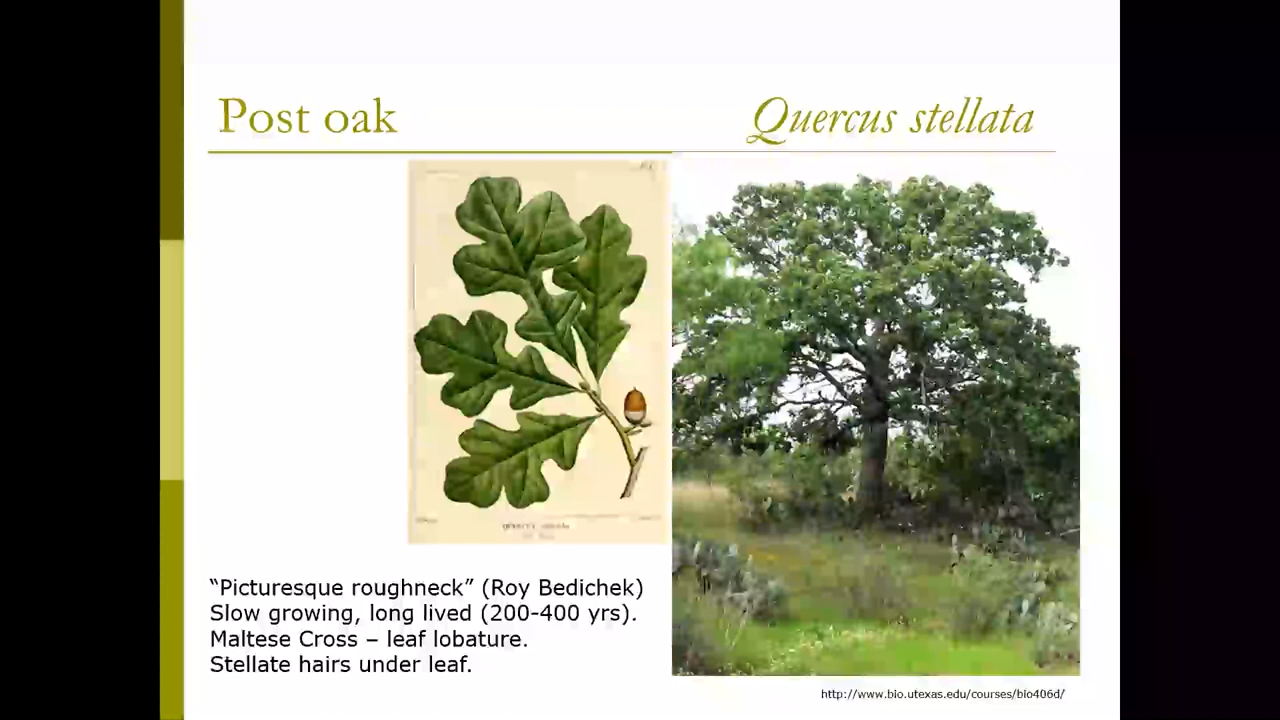 Post oak
Quercus stellata
“Picturesque roughneck” (Roy Bedichek)
Slow growing, long lived (200-400 yrs).
Maltese Cross – leaf lobature.
Stellate hairs under leaf.
http://www.bio.utexas.edu/courses/bio406d/